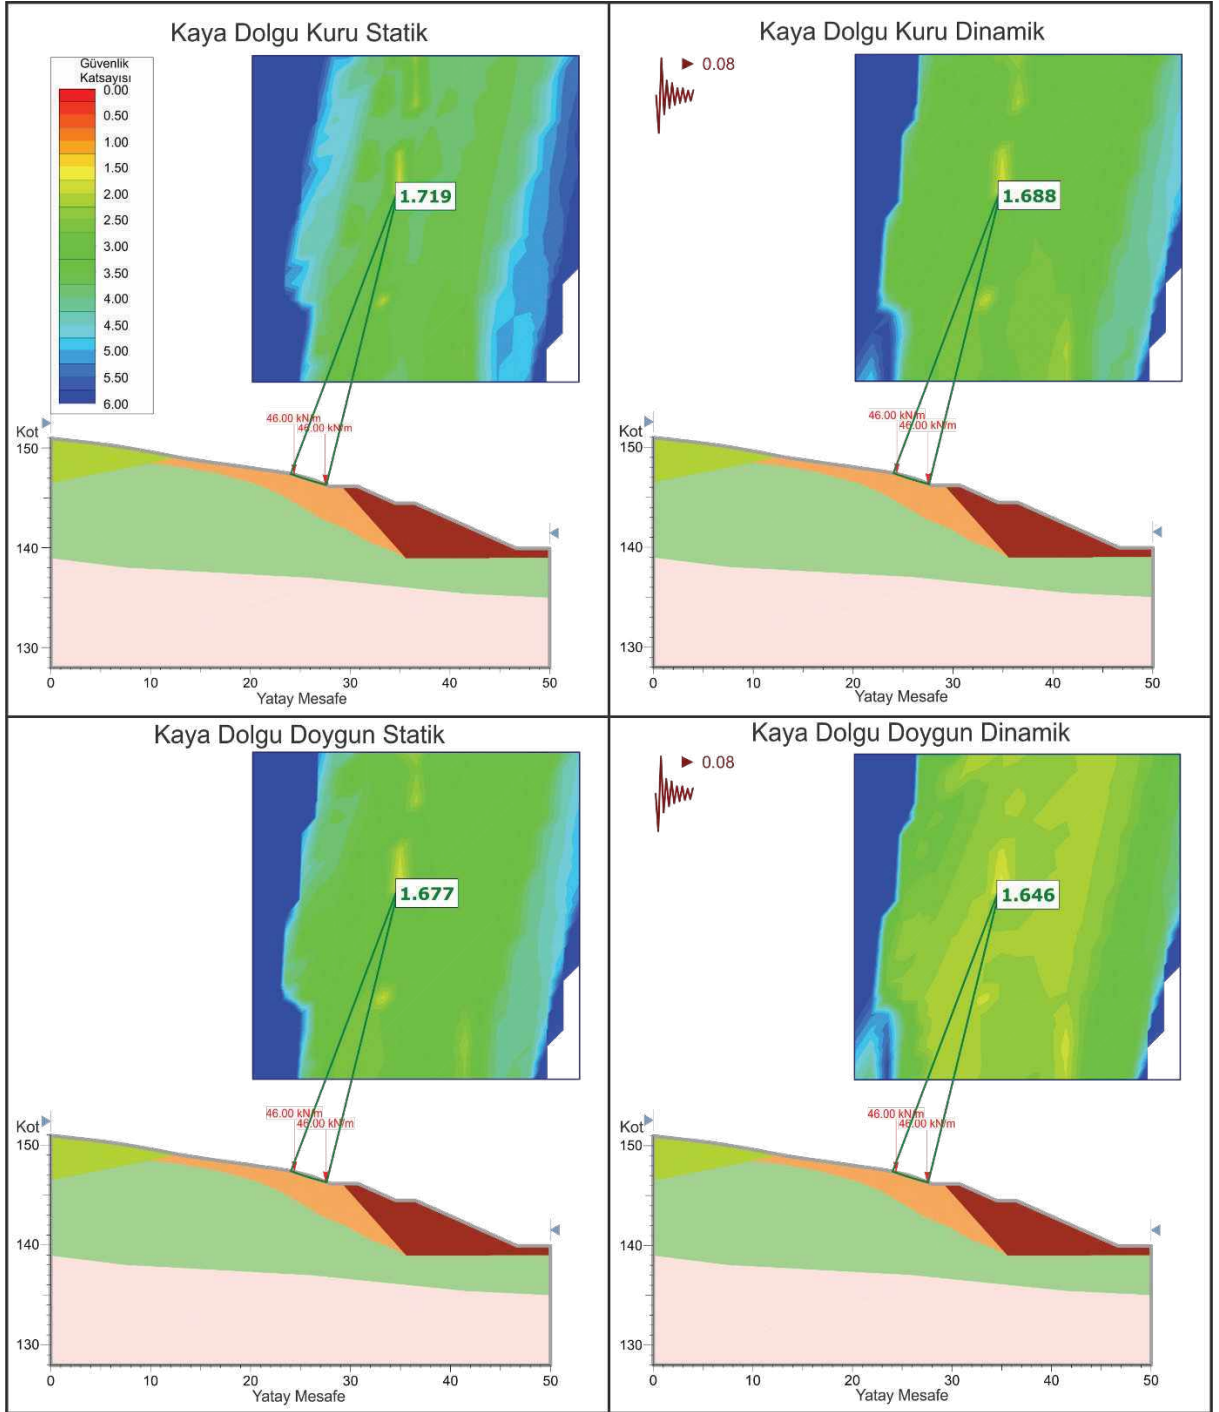 Kaya Dolgu Kuru Statik
Güvenlik
Katsayısı
0.00
0.50
1.00
1.50
2.00
2.50
3.00
3.50
4.00
4.50
5.00
5.50
6.00
1.719
46.00 kN/m
46.00 kN/m
Kot
150
140
130
0 10 20 30 40 50
Yatay Mesafe
Kaya Dolgu Kuru Dinamik
0.08
1.688
46.00 kN/m
46.00 kN/m
Kot
150
140
130
0 10 20 30 40 50
Yatay Mesafe
Kaya Dolgu Doygun Statik
1.677
46.00 kN/m
46.00 kN/m
Kot
150
140
130
0 10 20 30 40 50
Yatay Mesafe
Kaya Dolgu Doygun Dinamik
0.08
1.646
46.00 kN/m
46.00 kN/m
Kot
150
140
130
0 10 20 30 40 50
Yatay Mesafe